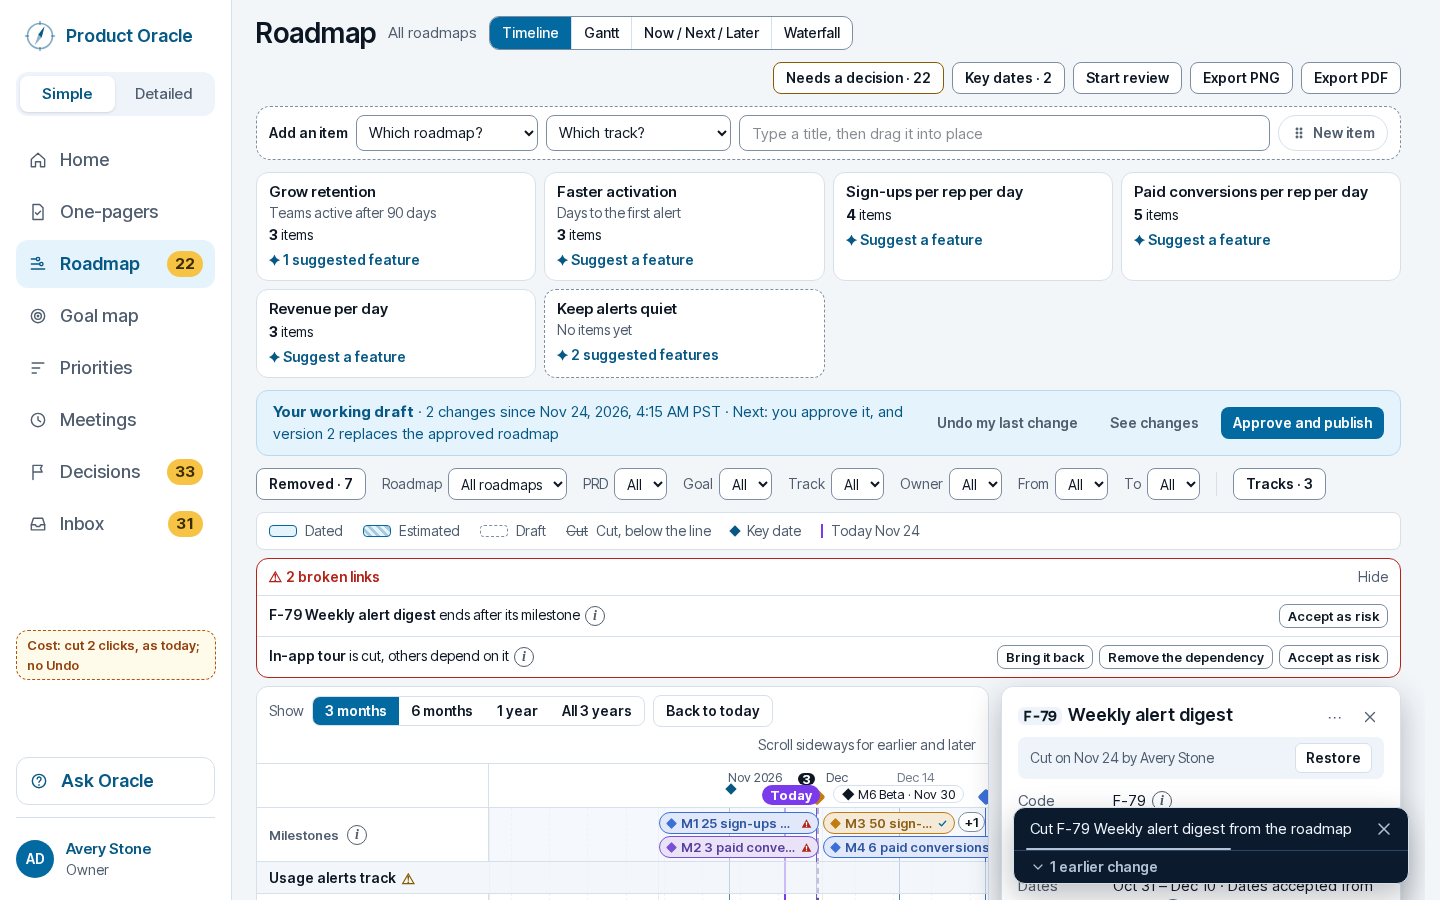 Product Oracle
Simple
Detailed
Home
One-pagers
Roadmap
22
Goal map
Priorities
Meetings
Decisions
33
Inbox
31
Cost: cut 2 clicks, as today;
no Undo
Ask Oracle
AD
Avery Stone
Owner
Roadmap
All roadmaps
Timeline
Gantt
Now / Next / Later
Waterfall
Needs a decision · 22
Key dates · 2
Start review
Export PNG
Export PDF
Add an item
Which roadmap?
Which track?
Type a title, then drag it into place
New item
Grow retention
Teams active after 90 days
3 items
1 suggested feature
Faster activation
Days to the first alert
3 items
Suggest a feature
Sign-ups per rep per day
4 items
Suggest a feature
Paid conversions per rep per day
5 items
Suggest a feature
Revenue per day
3 items
Suggest a feature
Keep alerts quiet
No items yet
2 suggested features
Your working draft · 2 changes since Nov 24, 2026, 4:15 AM PST · Next: you approve it, and
version 2 replaces the approved roadmap
Undo my last change
See changes
Approve and publish
Removed · 7
Roadmap
All roadmaps
PRD
All
Goal
All
Track
All
Owner
All
From
All
To
All
Tracks · 3
Dated
Estimated
Draft
Cut
Cut, below the line
Key date
Today Nov 24
2 broken links
Hide
F-79 Weekly alert digest ends after its milestone
i
Accept as risk
In-app tour is cut, others depend on it
i
Bring it back
Remove the dependency
Accept as risk
Show
3 months
6 months
1 year
All 3 years
Back to today
Scroll sideways for earlier and later
Nov 2026
3
Dec
Dec 14
Today
M6 Beta · Nov 30
Milestones
i
M1 25 sign-ups ...
M3 50 sign-...
+1
M2 3 paid conve...
M4 6 paid conversions
Usage alerts track
F-79
Weekly alert digest
...
Cut on Nov 24 by Avery Stone
Restore
Code
F-79
i
Cut F-79 Weekly alert digest from the roadmap
1 earlier change
Dates
Oct 31 – Dec 10 · Dates accepted from